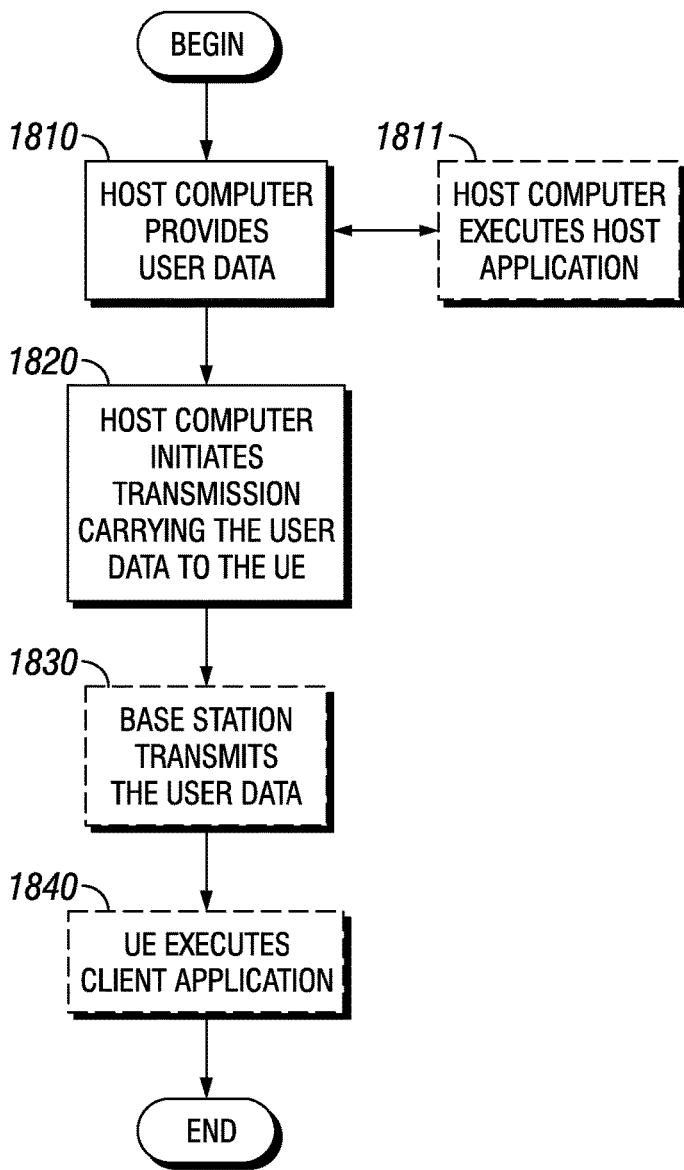 BEGIN
1810
HOST COMPUTER
PROVIDES
USER DATA
1811
HOST COMPUTER
EXECUTES HOST
APPLICATION
1820
HOST COMPUTER
INITIATES
TRANSMISSION
CARRYING THE USER
DATA TO THE UE
1830
BASE STATION
TRANSMITS
THE USER DATA
1840
UE EXECUTES
CLIENT APPLICATION
END